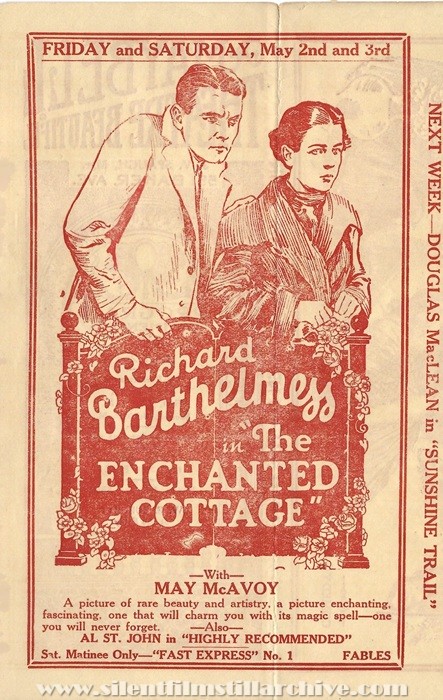 FRIDAY and SATURDAY, May 2nd and 3rd
Richard
Barthelmess
in "The
ENCHANTED
COTTAGE"
—With—
MAY McAVOY
A picture of rare beauty and artistry, a picture enchanting,
fascinating, one that will charm you with its magic spell—one
you will never forget. —Also—
AL ST. JOHN in "HIGHLY RECOMMENDED"
Sat. Matinee Only—"FAST EXPRESS" No. 1 FABLES
NEXT WEEK—DOUGLAS MacLEAN in "SUNSHINE TRAIL"
www.silentfilmstillarchive.com